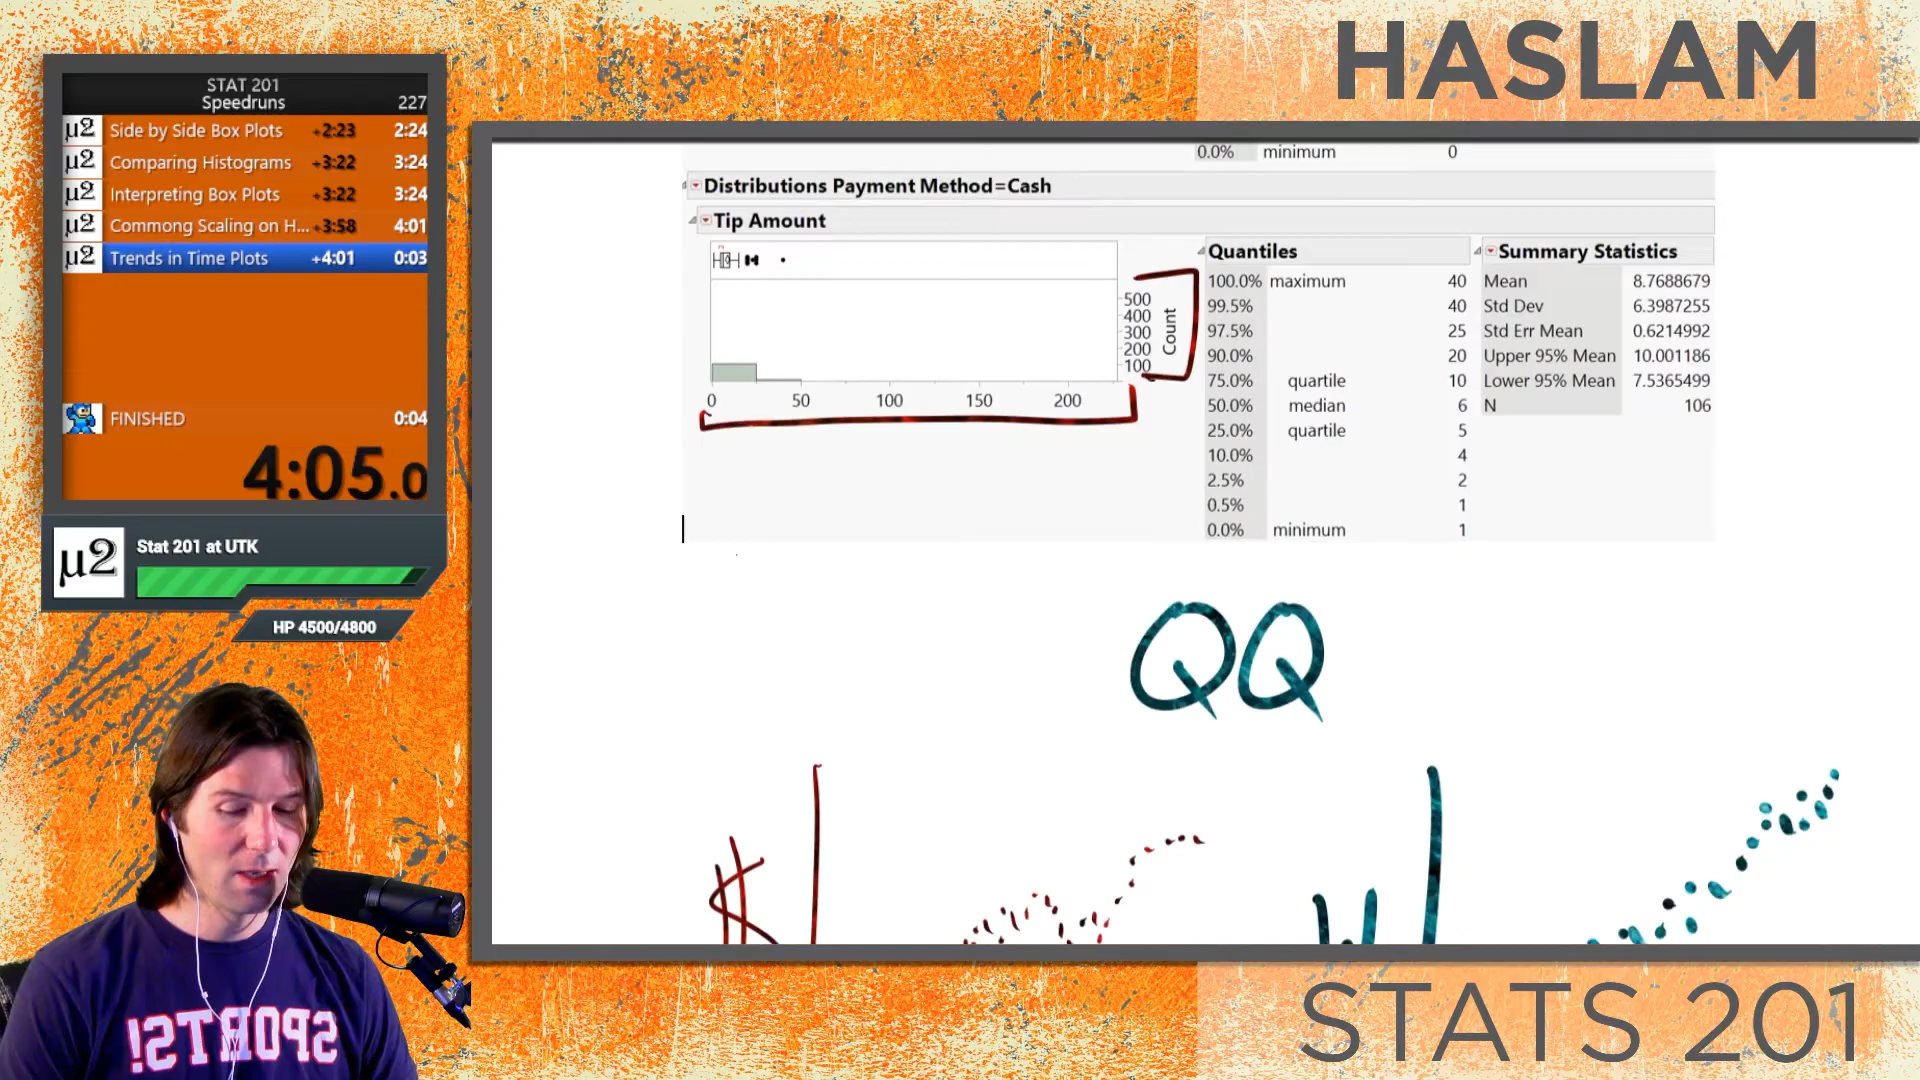 HASLAM
STAT 201
Speedruns 227
μ2 Side by Side Box Plots +2:23 2:24
μ2 Comparing Histograms +3:22 3:24
μ2 Interpreting Box Plots +3:22 3:24
μ2 Commong Scaling on H... +3:58 4:01
μ2 Trends in Time Plots +4:01 0:03
FINISHED 0:04
4:05.0
μ2 Stat 201 at UTK
HP 4500/4800
0.0% minimum 0
Distributions Payment Method=Cash
Tip Amount
500
400
300
200
100
Count
0 50 100 150 200
Quantiles
100.0% maximum 40
99.5% 40
97.5% 25
90.0% 20
75.0% quartile 10
50.0% median 6
25.0% quartile 5
10.0% 4
2.5% 2
0.5% 1
0.0% minimum 1
Summary Statistics
Mean 8.7688679
Std Dev 6.3987255
Std Err Mean 0.6214992
Upper 95% Mean 10.001186
Lower 95% Mean 7.5365499
N 106
QQ
$
SPORTS!
STATS 201